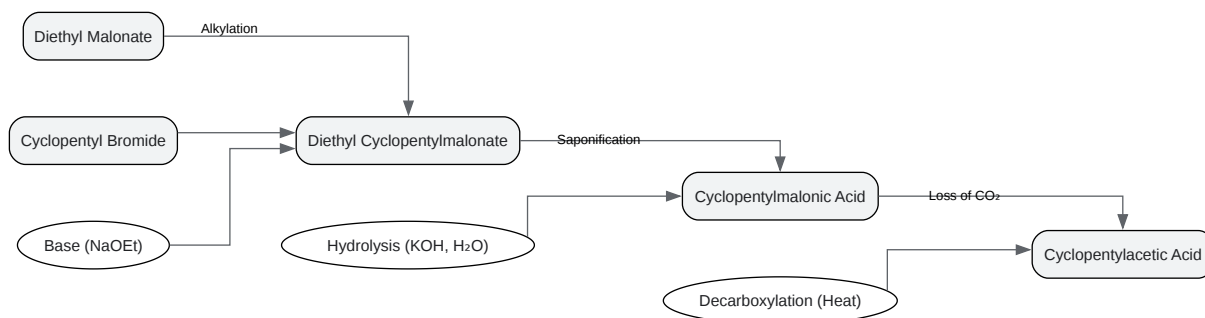 Diethyl Malonate
Alkylation
Cyclopentyl Bromide
Diethyl Cyclopentylmalonate
Saponification
Cyclopentylmalonic Acid
Loss of CO₂
Base (NaOEt)
Hydrolysis (KOH, H₂O)
Cyclopentylacetic Acid
Decarboxylation (Heat)